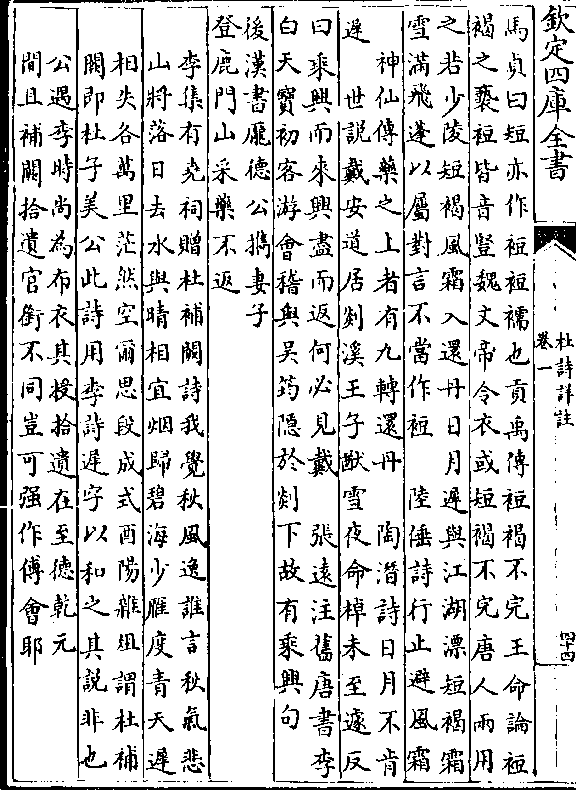 欽定四庫全書
杜詩詳註
卷一
四十四
馬貞曰短亦作裋裋襦也貢禹傳裋褐不完王命論裋
褐之褻裋皆音豎魏文帝令衣或短褐不完唐人兩用
之若少陵短褐風霜入還丹日月遲與江湖漂短褐霜
雪滿飛蓬以屬對言不當作裋 陸倕詩行止避風霜
神仙傳藥之上者有九轉還丹 陶潛詩日月不肯
遲 世說戴安道居剡溪王子猷雪夜命棹未至遽反
曰乘興而來興盡而返何必見戴 張遠注舊唐書李
白天寶初客游會稽與吳筠隱於剡下故有乘興句
後漢書龐德公攜妻子
登鹿門山采藥不返
李集有堯祠贈杜補闕詩我覺秋風逸誰言秋氣悲
山將落日去水與晴相宜烟歸碧海少雁度青天遲
相失各萬里茫然空爾思段成式酉陽雜俎謂杜補
闕即杜子美公此詩用李詩遲字以和之其說非也
公遇李時尚為布衣其授拾遺在至德乾元
間且補闕拾遺官銜不同豈可强作傅會耶